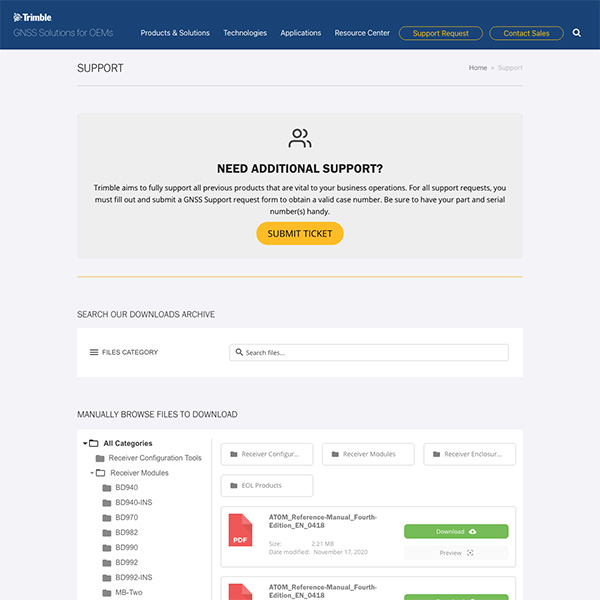 Trimble
GNSS Solutions for OEMs
Products & Solutions
Technologies
Applications
Resource Center
Support Request
Contact Sales
SUPPORT
Home » Support
NEED ADDITIONAL SUPPORT?
Trimble aims to fully support all previous products that are vital to your business operations. For all support requests, you
must fill out and submit a GNSS Support request form to obtain a valid case number. Be sure to have your part and serial
number(s) handy.
SUBMIT TICKET
SEARCH OUR DOWNLOADS ARCHIVE
FILES CATEGORY
Search files...
MANUALLY BROWSE FILES TO DOWNLOAD
All Categories
Receiver Configuration Tools
Receiver Modules
BD940
BD940-INS
BD970
BD982
BD990
BD992
BD992-INS
MB-Two
Receiver Configur...
Receiver Modules
Receiver Enclosur...
EOL Products
PDF
ATOM_Reference-Manual_Fourth-
Edition_EN_0418
Size: 2.21 MB
Date modified: November 17, 2020
Download
Preview
ATOM_Reference-Manual_Fourth-
Edition_EN_0418
Download